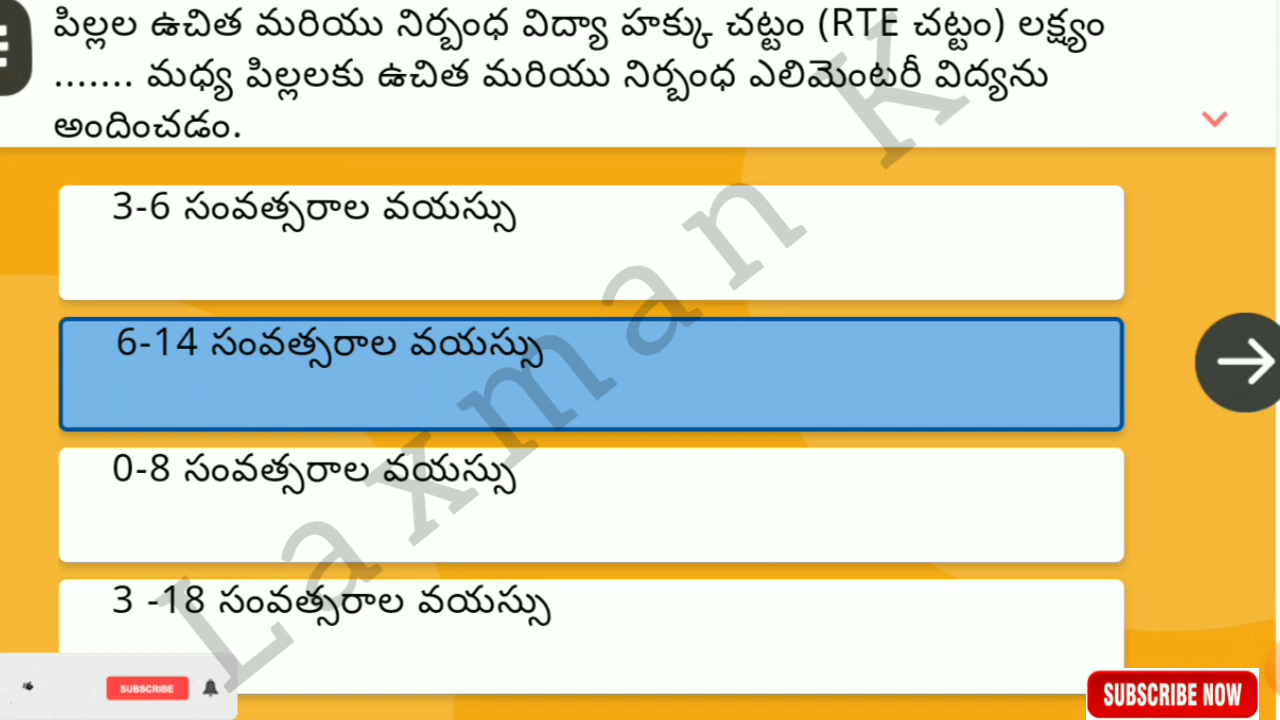 పిల్లల ఉచిత మరియు నిర్బంధ విద్యా హక్కు చట్టం (RTE చట్టం) లక్ష్యం
....... మధ్య పిల్లలకు ఉచిత మరియు నిర్బంధ ఎలిమెంటరీ విద్యను
అందించడం.
3-6 సంవత్సరాల వయస్సు
6-14 సంవత్సరాల వయస్సు
0-8 సంవత్సరాల వయస్సు
3 -18 సంవత్సరాల వయస్సు
Laxman K
SUBSCRIBE
SUBSCRIBE NOW